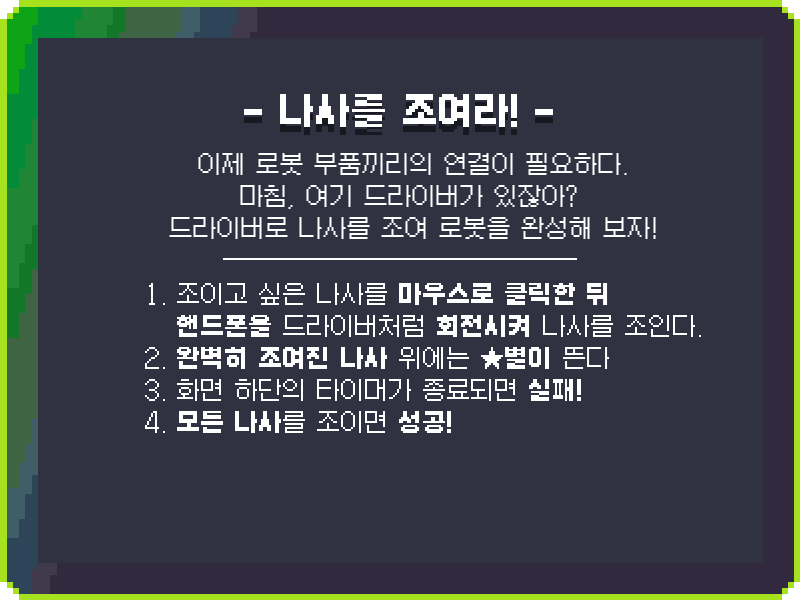 - 나사를 조여라! -
이제 로봇 부품끼리의 연결이 필요하다.
마침, 여기 드라이버가 있잖아?
드라이버로 나사를 조여 로봇을 완성해 보자!
1. 조이고 싶은 나사를 마우스로 클릭한 뒤
핸드폰을 드라이버처럼 회전시켜 나사를 조인다.
2. 완벽히 조여진 나사 위에는 ★별이 뜬다
3. 화면 하단의 타이머가 종료되면 실패!
4. 모든 나사를 조이면 성공!